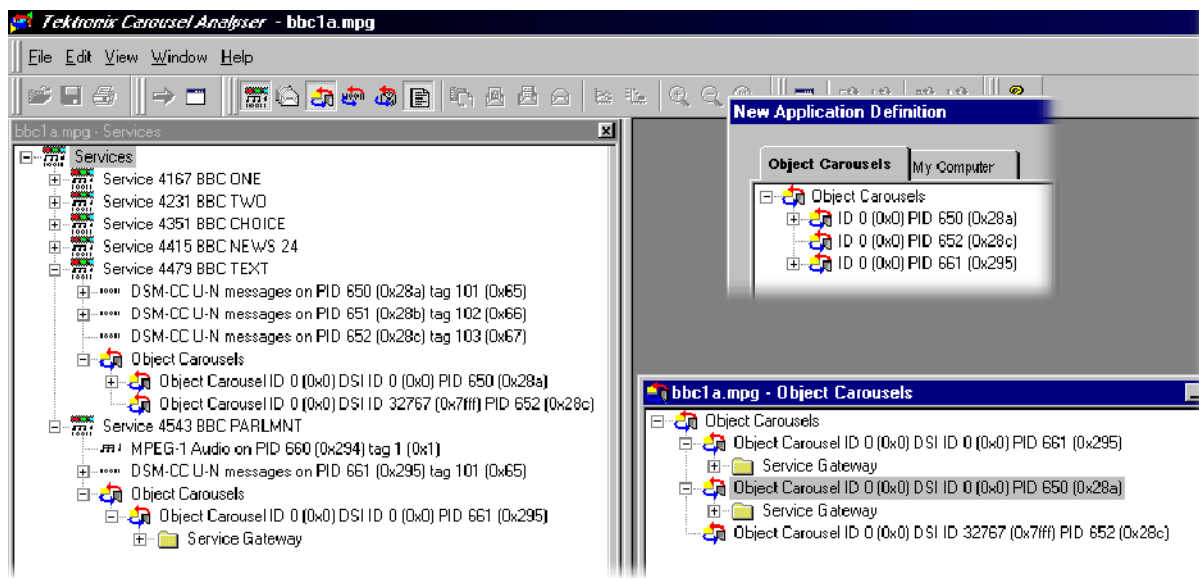 Tektronix Carousel Analyser - bbc1a.mpg
File Edit View Window Help
bbc1a.mpg - Services
Services
Service 4167 BBC ONE
Service 4231 BBC TWO
Service 4351 BBC CHOICE
Service 4415 BBC NEWS 24
Service 4479 BBC TEXT
DSM-CC U-N messages on PID 650 (0x28a) tag 101 (0x65)
DSM-CC U-N messages on PID 651 (0x28b) tag 102 (0x66)
DSM-CC U-N messages on PID 652 (0x28c) tag 103 (0x67)
Object Carousels
Object Carousel ID 0 (0x0) DSI ID 0 (0x0) PID 650 (0x28a)
Object Carousel ID 0 (0x0) DSI ID 32767 (0x7fff) PID 652 (0x28c)
Service 4543 BBC PARLMNT
MPEG-1 Audio on PID 660 (0x294) tag 1 (0x1)
DSM-CC U-N messages on PID 661 (0x295) tag 101 (0x65)
Object Carousels
Object Carousel ID 0 (0x0) DSI ID 0 (0x0) PID 661 (0x295)
Service Gateway
New Application Definition
Object Carousels My Computer
Object Carousels
ID 0 (0x0) PID 650 (0x28a)
ID 0 (0x0) PID 652 (0x28c)
ID 0 (0x0) PID 661 (0x295)
bbc1a.mpg - Object Carousels
Object Carousels
Object Carousel ID 0 (0x0) DSI ID 0 (0x0) PID 661 (0x295)
Service Gateway
Object Carousel ID 0 (0x0) DSI ID 0 (0x0) PID 650 (0x28a)
Service Gateway
Object Carousel ID 0 (0x0) DSI ID 32767 (0x7fff) PID 652 (0x28c)